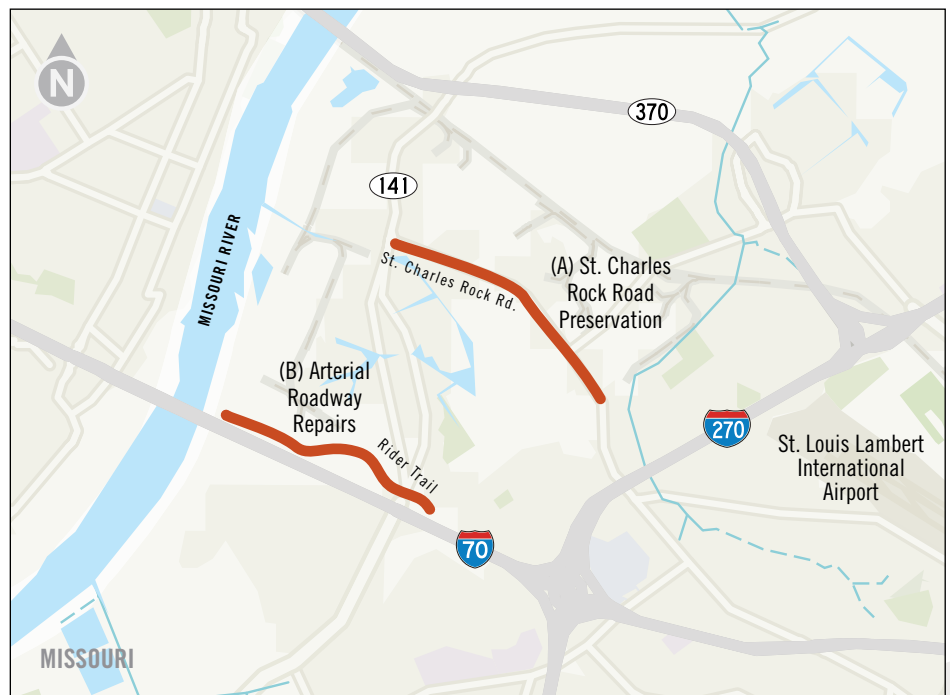 N
370
141
MISSOURI RIVER
St. Charles Rock Rd.
(A) St. Charles
Rock Road
Preservation
(B) Arterial
Roadway
Repairs
Rider Trail
270
St. Louis Lambert
International
Airport
70
MISSOURI